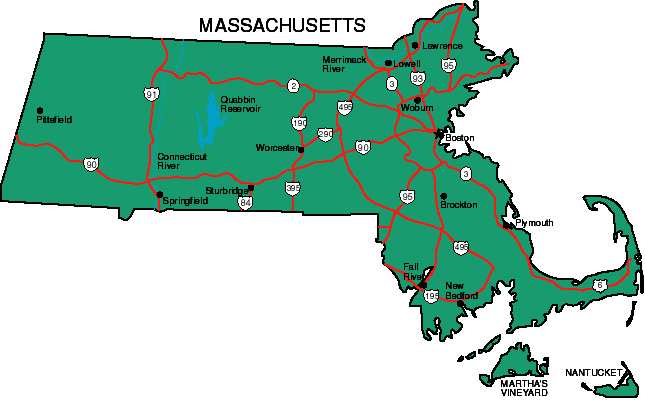 MASSACHUSETTS
Lawrence
Merrimack
River
Lowell
95
93
3
2
91
Quabbin
Reservoir
495
Woburn
190
290
Boston
Pittsfield
Worcester
90
Connecticut
River
90
3
Sturbridge
395
95
Springfield
84
Brockton
Plymouth
495
Fall
River
New
Bedford
195
6
NANTUCKET
MARTHA'S
VINEYARD